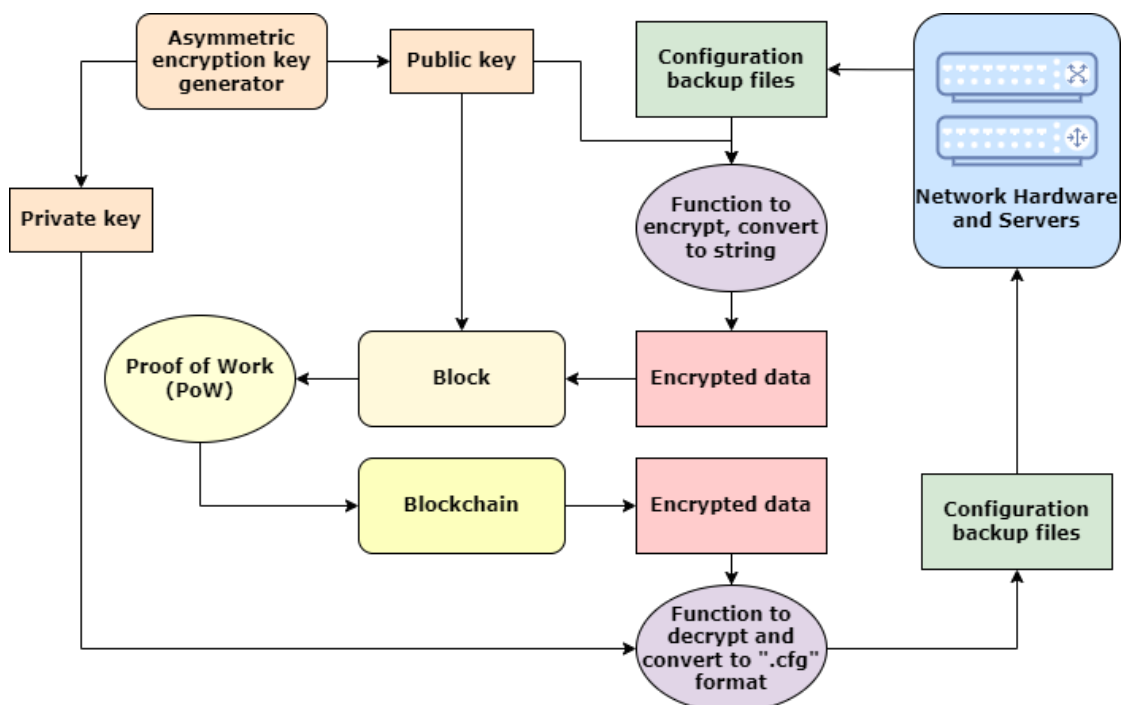 Asymmetric
encryption key
generator
Public key
Configuration
backup files
Network Hardware
and Servers
Private key
Function to
encrypt, convert
to string
Proof of Work
(PoW)
Block
Encrypted data
Blockchain
Encrypted data
Configuration
backup files
Function to
decrypt and
convert to ".cfg"
format